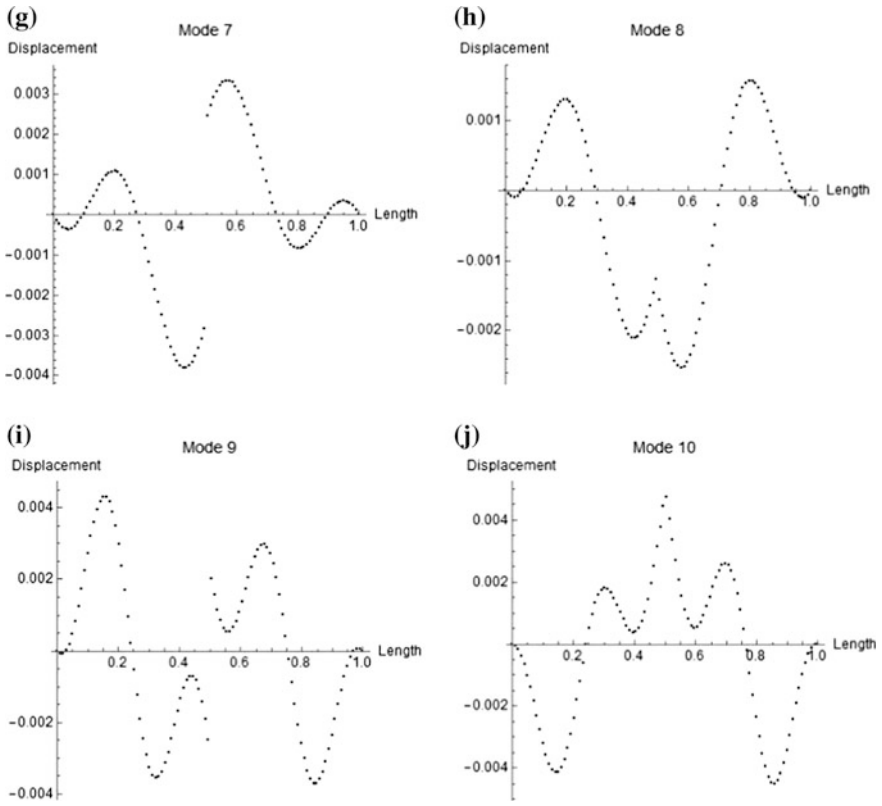 (g)
Mode 7
Displacement
0.003
0.002
0.001
−0.001
−0.002
−0.003
−0.004
0.2 0.4 0.6 0.8 1.0
Length
(h)
Mode 8
Displacement
0.001
−0.001
−0.002
0.2 0.4 0.6 0.8 1.0
Length
(i)
Mode 9
Displacement
0.004
0.002
−0.002
−0.004
0.2 0.4 0.6 0.8 1.0
Length
(j)
Mode 10
Displacement
0.004
0.002
−0.002
−0.004
0.2 0.4 0.6 0.8 1.0
Length